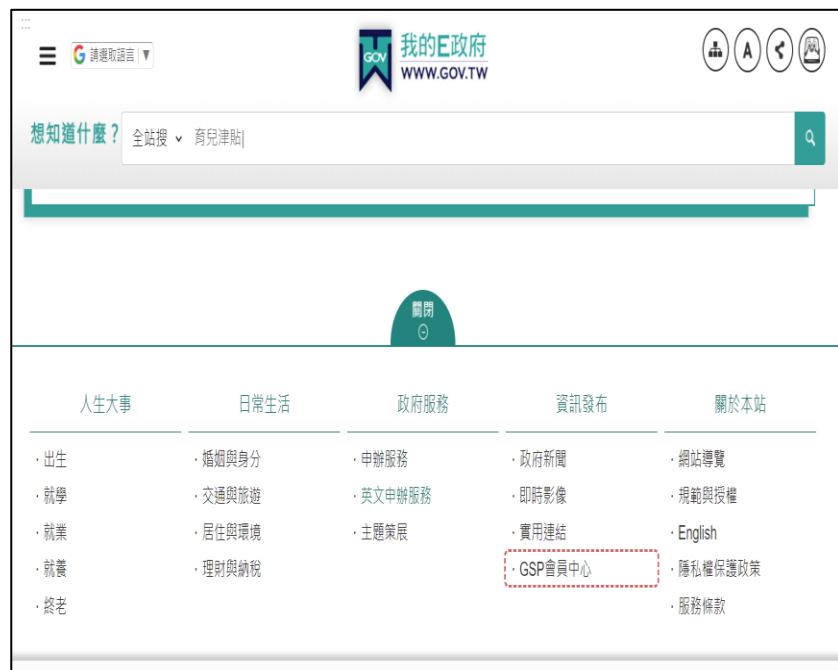 :::
請選取語言 ▼
GOV
我的E政府
WWW.GOV.TW
A
想知道什麼？
全站搜
育兒津貼
關閉
人生大事
日常生活
政府服務
資訊發布
關於本站
· 出生
· 婚姻與身分
· 申辦服務
· 政府新聞
· 網站導覽
· 就學
· 交通與旅遊
· 英文申辦服務
· 即時影像
· 規範與授權
· 就業
· 居住與環境
· 主題策展
· 實用連結
· English
· 就養
· 理財與納稅
· GSP會員中心
· 隱私權保護政策
· 終老
· 服務條款